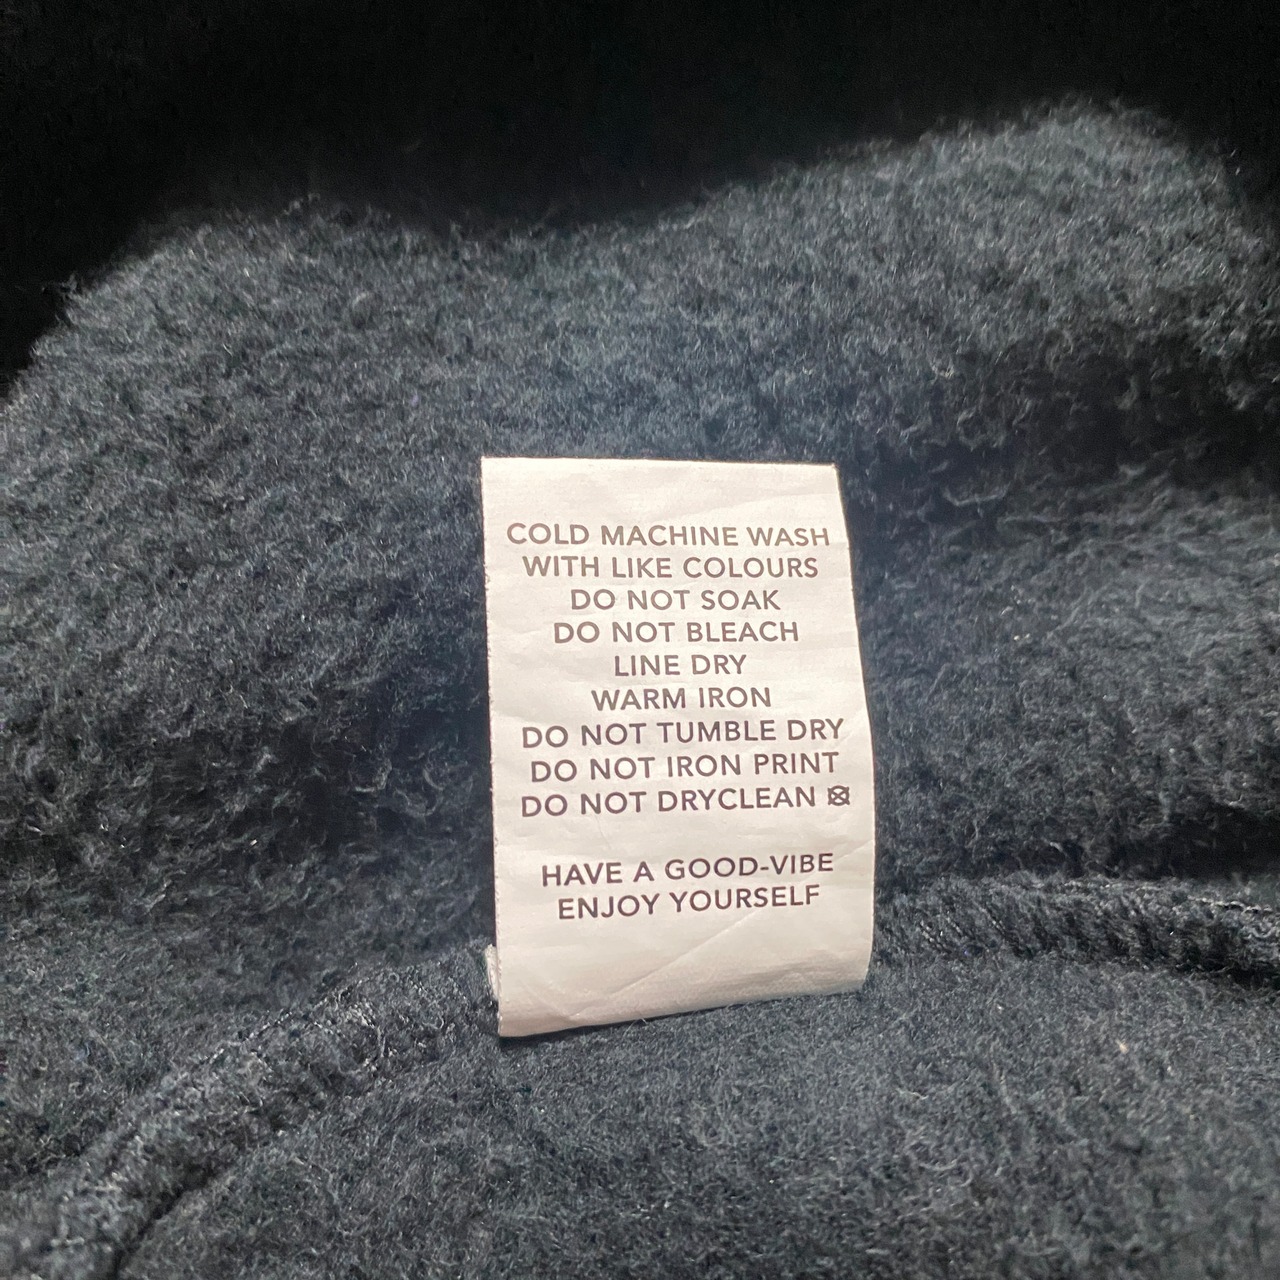 COLD MACHINE WASH
WITH LIKE COLOURS
DO NOT SOAK
DO NOT BLEACH
LINE DRY
WARM IRON
DO NOT TUMBLE DRY
DO NOT IRON PRINT
DO NOT DRYCLEAN
HAVE A GOOD-VIBE
ENJOY YOURSELF